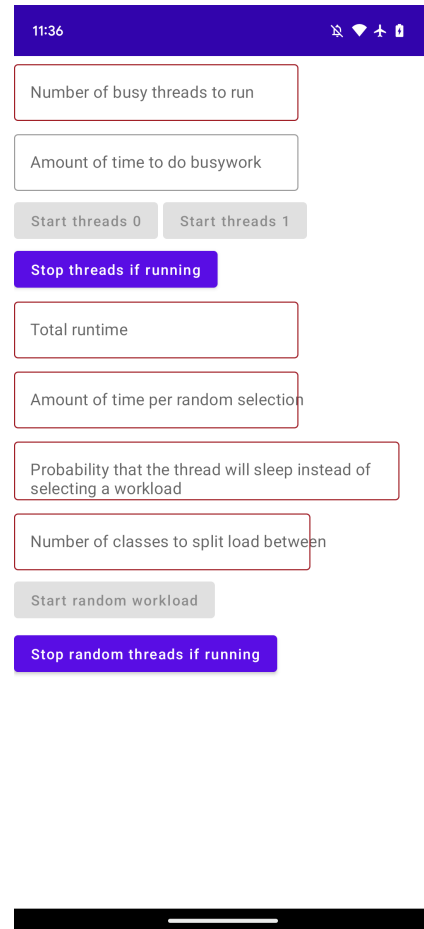 11:36
Number of busy threads to run
Amount of time to do busywork
Start threads 0
Start threads 1
Stop threads if running
Total runtime
Amount of time per random selection
Probability that the thread will sleep instead of
selecting a workload
Number of classes to split load between
Start random workload
Stop random threads if running